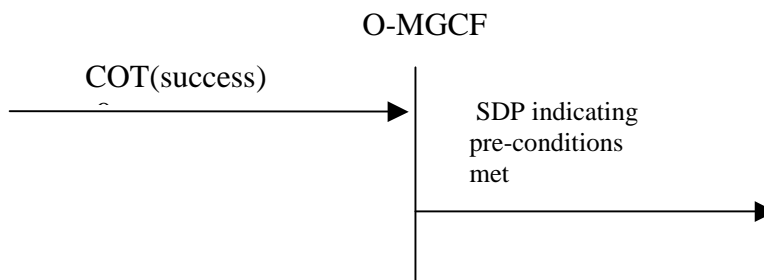 O-MGCF
COT(success)
SDP indicating
pre-conditions
met